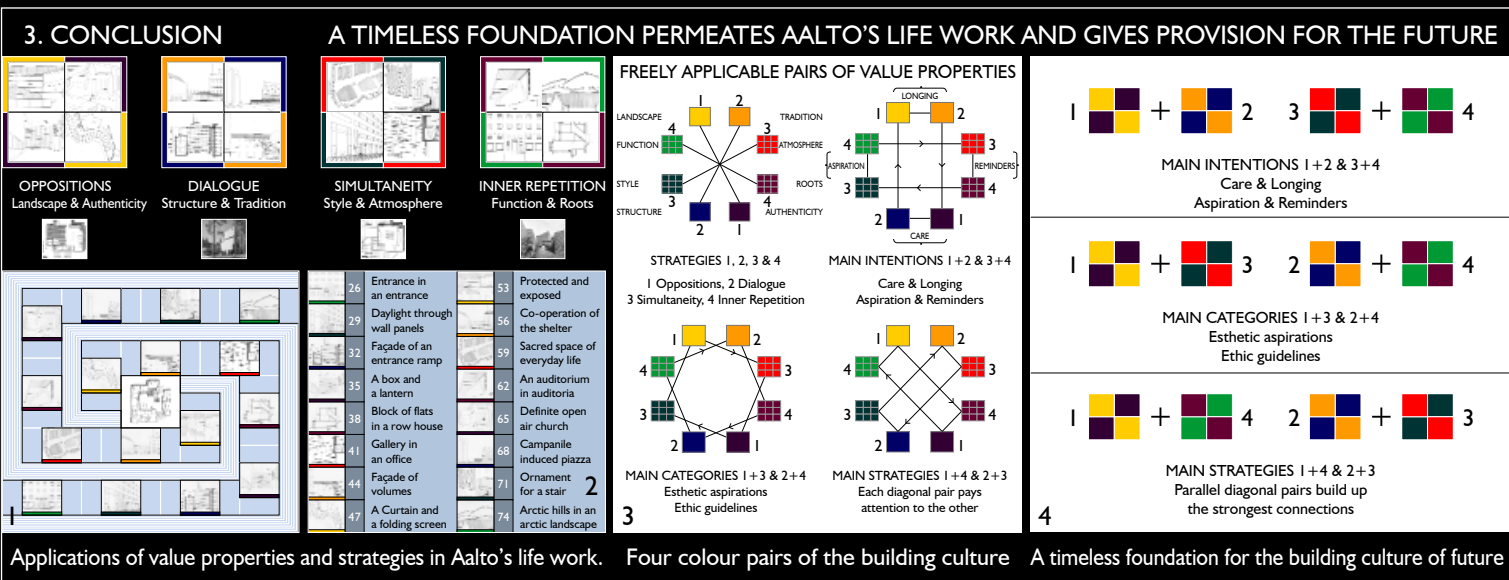 3. CONCLUSION
A TIMELESS FOUNDATION PERMEATES AALTO'S LIFE WORK AND GIVES PROVISION FOR THE FUTURE
OPPOSITIONS
Landscape & Authenticity
DIALOGUE
Structure & Tradition
SIMULTANEITY
Style & Atmosphere
INNER REPETITION
Function & Roots
1
26 Entrance in
an entrance
29 Daylight through
wall panels
32 Façade of an
entrance ramp
35 A box and
a lantern
38 Block of flats
in a row house
41 Gallery in
an office
44 Façade of
volumes
47 A Curtain and
a folding screen
53 Protected and
exposed
56 Co-operation of
the shelter
59 Sacred space of
everyday life
62 An auditorium
in auditoria
65 Definite open
air church
68 Campanile
induced piazza
71 Ornament
for a stair
74 Arctic hills in an
arctic landscape
2
Applications of value properties and strategies in Aalto's life work.
FREELY APPLICABLE PAIRS OF VALUE PROPERTIES
1 2
LANDSCAPE TRADITION
4 3
FUNCTION ATMOSPHERE
STYLE ROOTS
3 4
STRUCTURE AUTHENTICITY
2 1
STRATEGIES 1, 2, 3 & 4
1 Oppositions, 2 Dialogue
3 Simultaneity, 4 Inner Repetition
LONGING
1 2
4 3
ASPIRATION REMINDERS
3 4
2 1
CARE
MAIN INTENTIONS 1+2 & 3+4
Care & Longing
Aspiration & Reminders
1 2
4 3
3 4
2 1
MAIN CATEGORIES 1+3 & 2+4
Esthetic aspirations
Ethic guidelines
1 2
4 3
3 4
2 1
MAIN STRATEGIES 1+4 & 2+3
Each diagonal pair pays
attention to the other
3
Four colour pairs of the building culture
1 + 2 3 + 4
MAIN INTENTIONS 1+2 & 3+4
Care & Longing
Aspiration & Reminders
1 + 3 2 + 4
MAIN CATEGORIES 1+3 & 2+4
Esthetic aspirations
Ethic guidelines
1 + 4 2 + 3
MAIN STRATEGIES 1+4 & 2+3
Parallel diagonal pairs build up
the strongest connections
4
A timeless foundation for the building culture of future